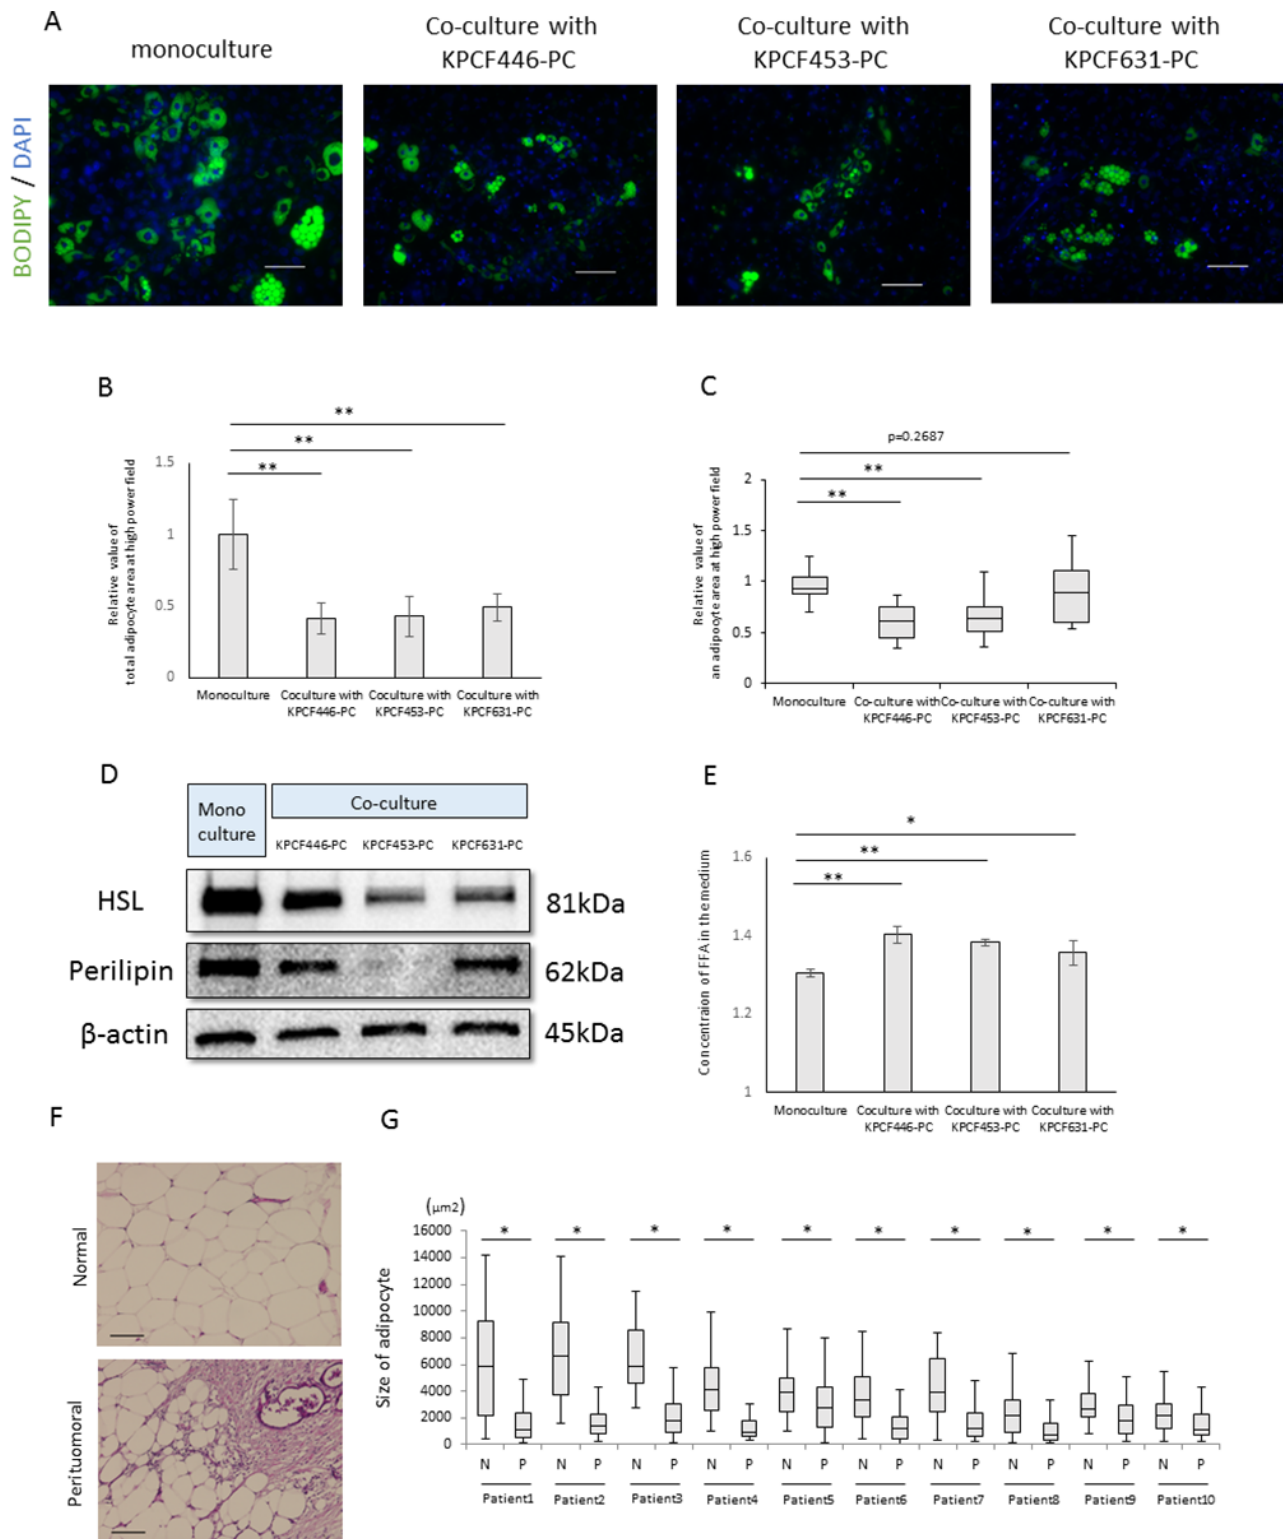 A
monoculture
Co-culture with
KPCF446-PC
Co-culture with
KPCF453-PC
Co-culture with
KPCF631-PC
BODIPY / DAPI
B
**
**
**
Relative value of
total adipocyte area at high power field
1.5
1
0.5
0
Monoculture
Coculture with
KPCF446-PC
Coculture with
KPCF453-PC
Coculture with
KPCF631-PC
C
p=0.2687
**
**
Relative value of
an adipocyte area at high power field
2
1.5
1
0.5
0
Monoculture
Co-culture with
KPCF446-PC
Co-culture with
KPCF453-PC
Co-culture with
KPCF631-PC
D
Mono
culture
Co-culture
KPCF446-PC
KPCF453-PC
KPCF631-PC
HSL
81kDa
Perilipin
62kDa
β-actin
45kDa
E
*
**
**
Concentraion of FFA in the medium
1.6
1.4
1.2
1
Monoculture
Coculture with
KPCF446-PC
Coculture with
KPCF453-PC
Coculture with
KPCF631-PC
F
Normal
Perituomoral
G
(μm2)
Size of adipocyte
16000
14000
12000
10000
8000
6000
4000
2000
0
* * * * * * * * * *
N P N P N P N P N P N P N P N P N P N P
Patient1 Patient2 Patient3 Patient4 Patient5 Patient6 Patient7 Patient8 Patient9 Patient10